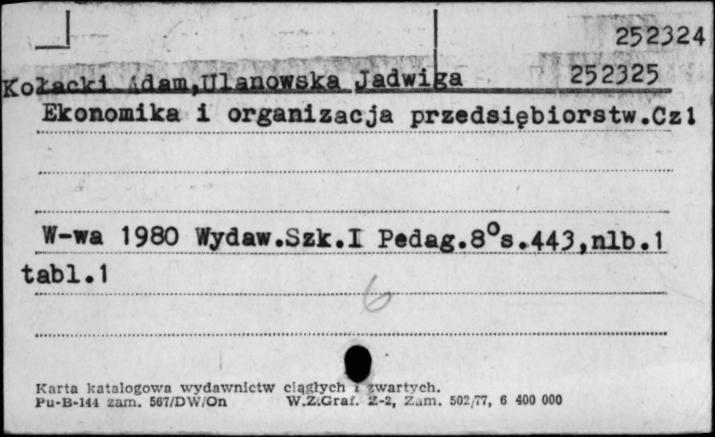 252324
Kołacki Adam,Ulanowska Jadwiga 252325
Ekonomika i organizacja przedsiębiorstw.Cz1
W-wa 1980 Wydaw.Szk.I Pedag.8°s.443,nlb.1
tabl.1
6
Karta katalogowa wydawnictw ciągłych i zwartych.
Pu-B-144 zam. 567/DW/On W.Z.Graf. Z-2, Zam. 502/77, 6 400 000